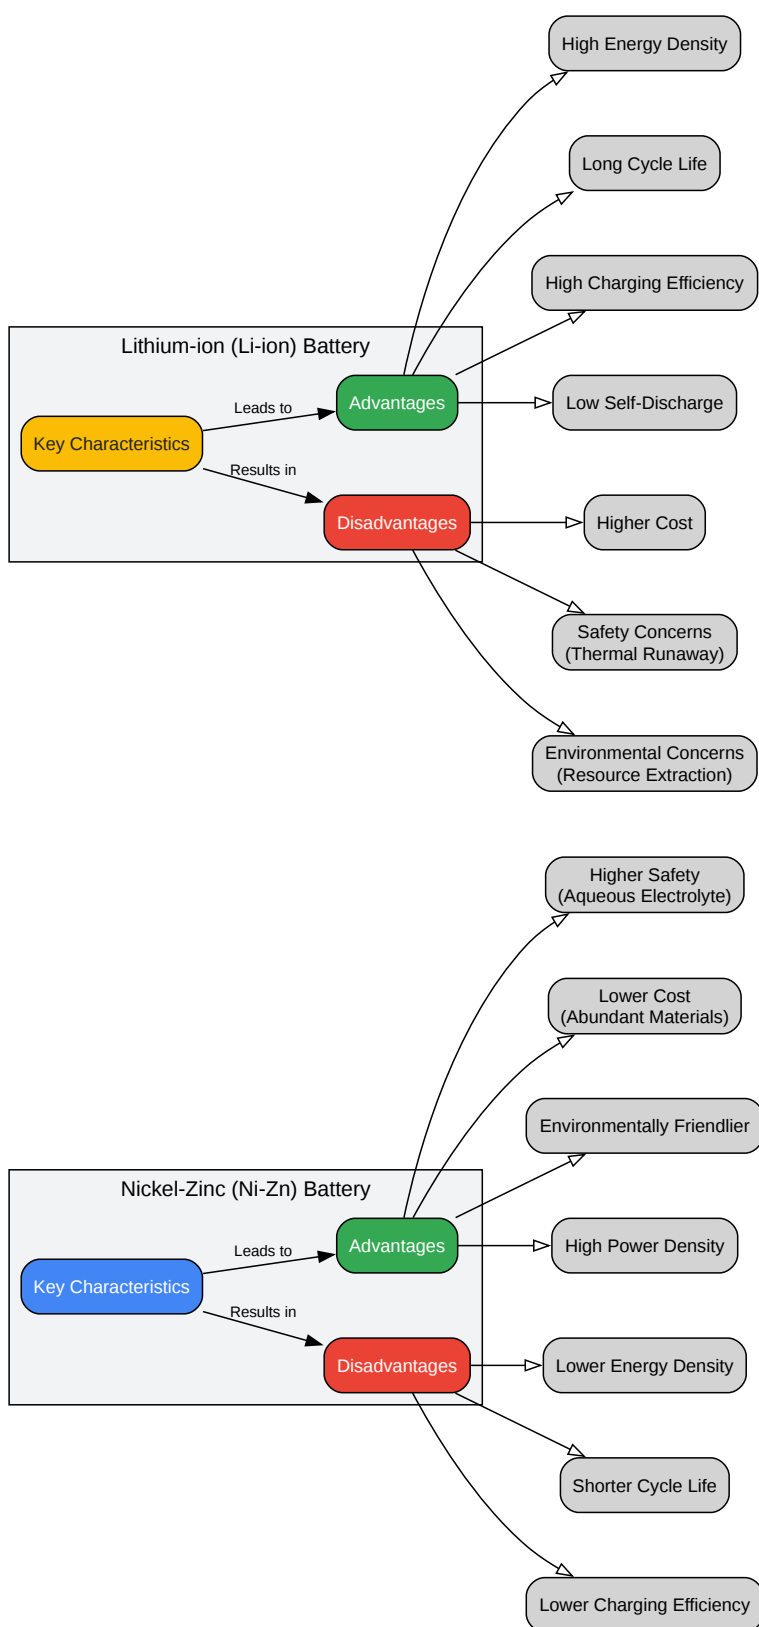 High Energy Density
Long Cycle Life
High Charging Efficiency
Lithium-ion (Li-ion) Battery
Leads to
Advantages
Low Self-Discharge
Key Characteristics
Results in
Disadvantages
Higher Cost
Safety Concerns
(Thermal Runaway)
Environmental Concerns
(Resource Extraction)
Higher Safety
(Aqueous Electrolyte)
Lower Cost
(Abundant Materials)
Environmentally Friendlier
Nickel-Zinc (Ni-Zn) Battery
Leads to
Advantages
High Power Density
Key Characteristics
Results in
Disadvantages
Lower Energy Density
Shorter Cycle Life
Lower Charging Efficiency